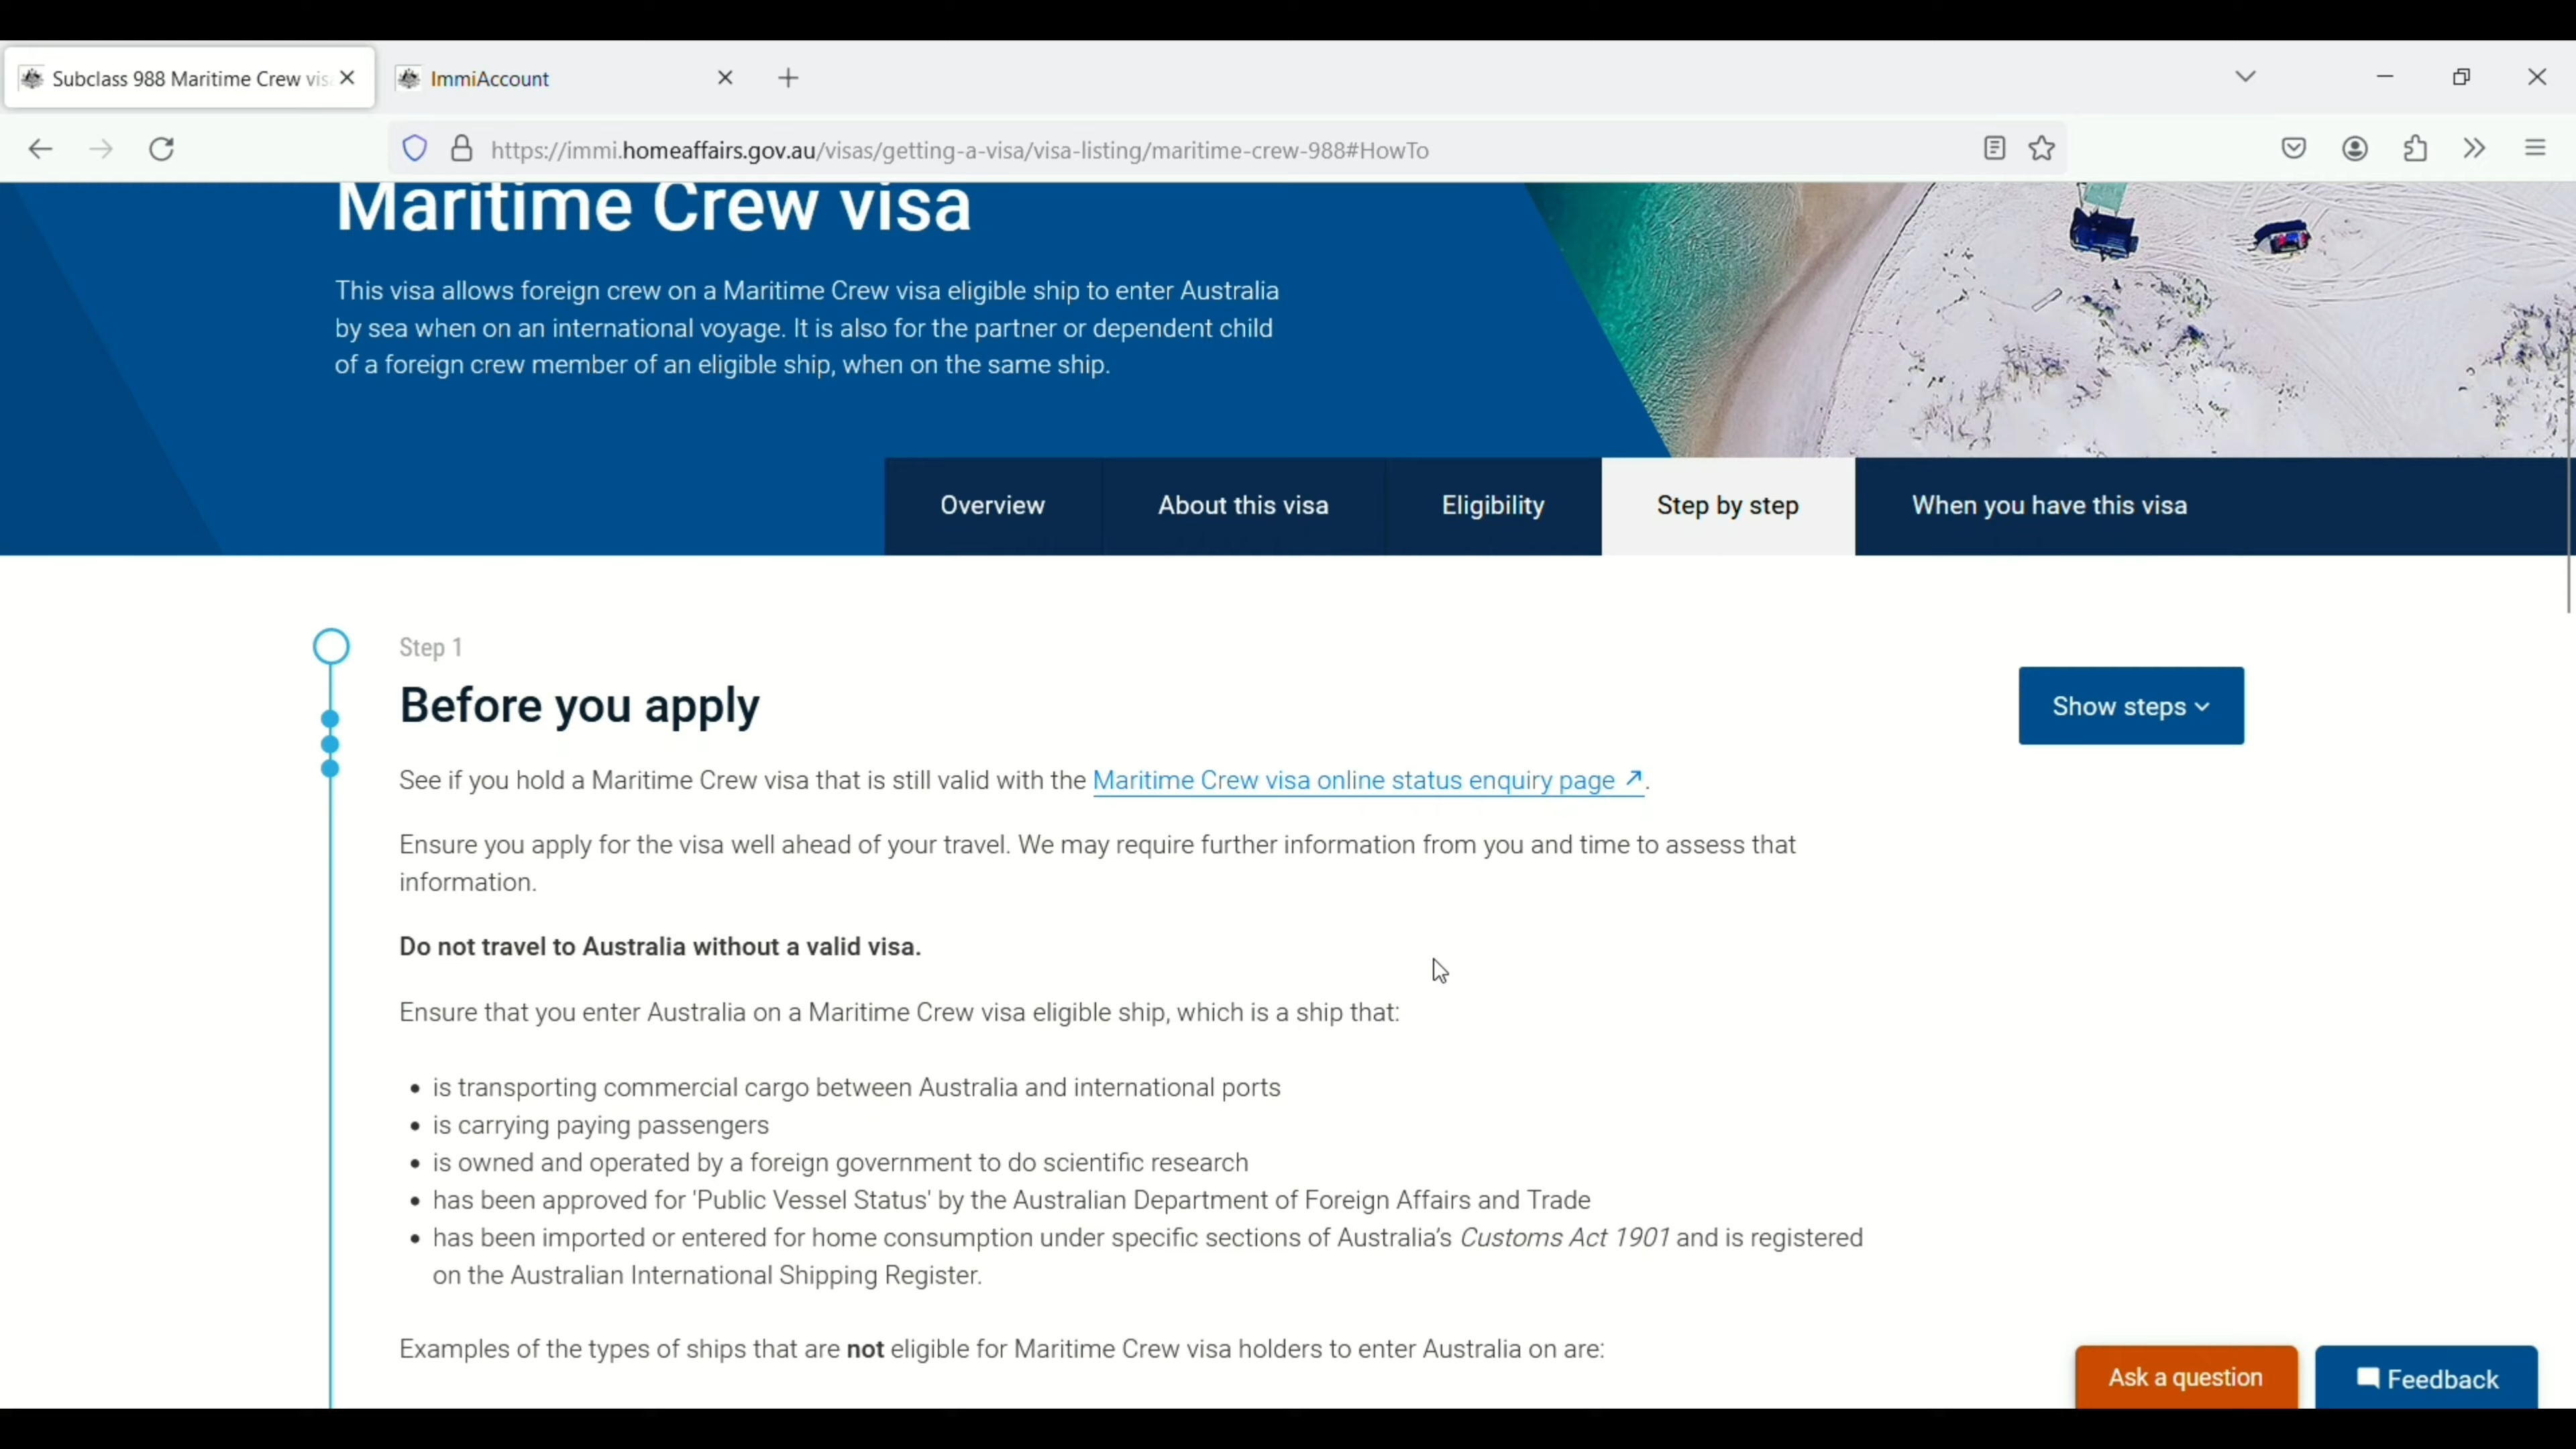 Subclass 988 Maritime Crew vis
ImmiAccount
https://immi.homeaffairs.gov.au/visas/getting-a-visa/visa-listing/maritime-crew-988#HowTo
Maritime Crew visa
This visa allows foreign crew on a Maritime Crew visa eligible ship to enter Australia
by sea when on an international voyage. It is also for the partner or dependent child
of a foreign crew member of an eligible ship, when on the same ship.
Overview
About this visa
Eligibility
Step by step
When you have this visa
Step 1
Before you apply
Show steps
See if you hold a Maritime Crew visa that is still valid with the Maritime Crew visa online status enquiry page ↗.
Ensure you apply for the visa well ahead of your travel. We may require further information from you and time to assess that
information.
Do not travel to Australia without a valid visa.
Ensure that you enter Australia on a Maritime Crew visa eligible ship, which is a ship that:
• is transporting commercial cargo between Australia and international ports
• is carrying paying passengers
• is owned and operated by a foreign government to do scientific research
• has been approved for 'Public Vessel Status' by the Australian Department of Foreign Affairs and Trade
• has been imported or entered for home consumption under specific sections of Australia's Customs Act 1901 and is registered
on the Australian International Shipping Register.
Examples of the types of ships that are not eligible for Maritime Crew visa holders to enter Australia on are:
Ask a question
Feedback